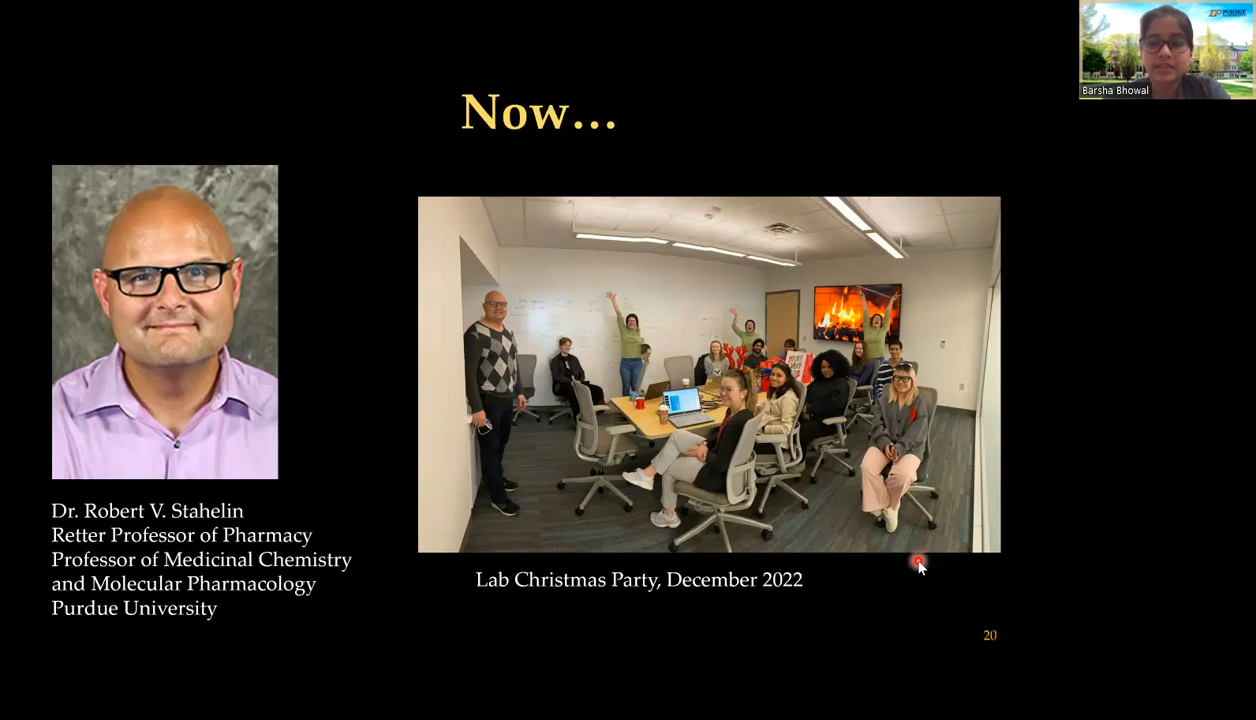 PURDUE
Barsha Bhowal
Now...
Dr. Robert V. Stahelin
Retter Professor of Pharmacy
Professor of Medicinal Chemistry
and Molecular Pharmacology
Purdue University
Lab Christmas Party, December 2022
20